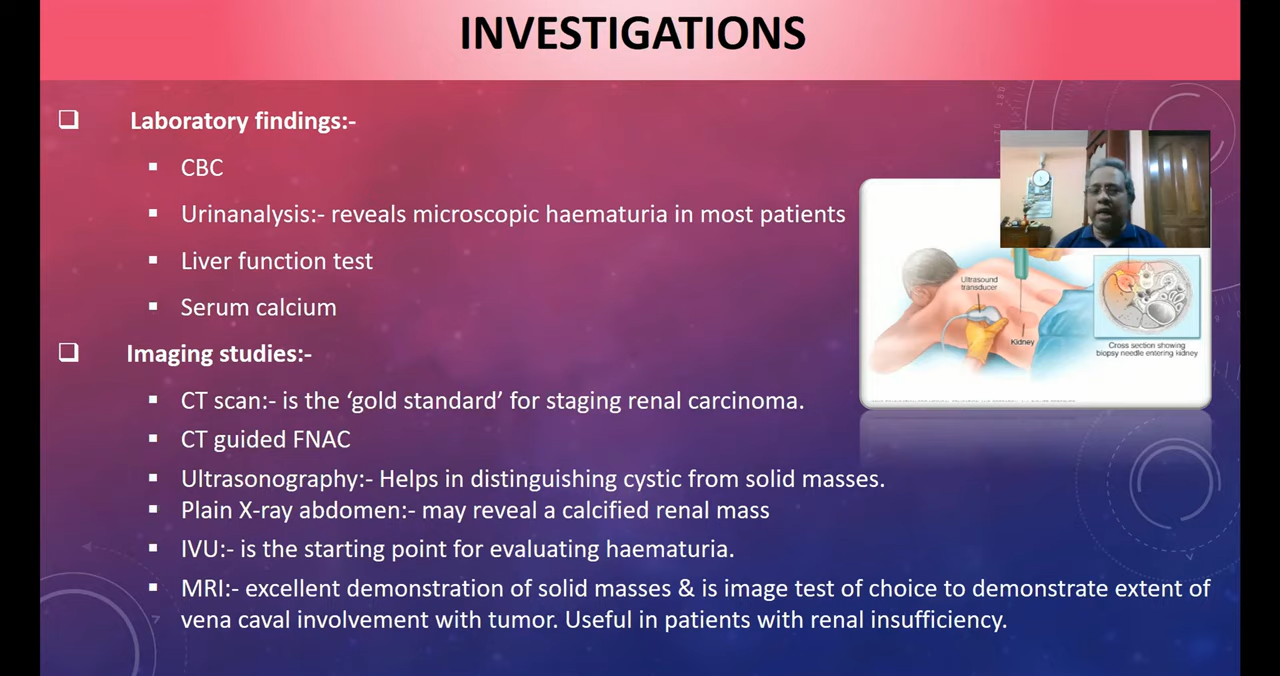 INVESTIGATIONS
❑ Laboratory findings:-
▪ CBC
▪ Urinanalysis:- reveals microscopic haematuria in most patients
▪ Liver function test
▪ Serum calcium
❑ Imaging studies:-
▪ CT scan:- is the ‘gold standard’ for staging renal carcinoma.
▪ CT guided FNAC
▪ Ultrasonography:- Helps in distinguishing cystic from solid masses.
▪ Plain X-ray abdomen:- may reveal a calcified renal mass
▪ IVU:- is the starting point for evaluating haematuria.
▪ MRI:- excellent demonstration of solid masses & is image test of choice to demonstrate extent of
vena caval involvement with tumor. Useful in patients with renal insufficiency.
Ultrasound
transducer
Kidney
Cross section showing
biopsy needle entering kidney
180